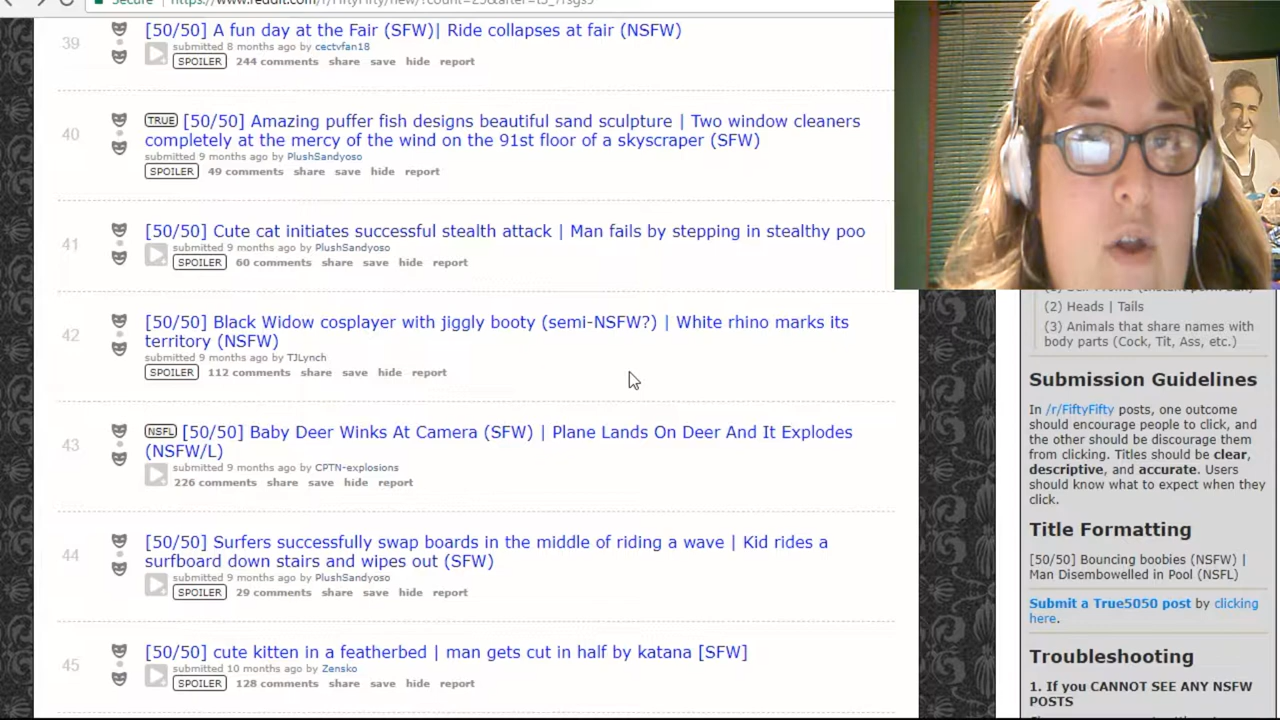 Secure https://www.reddit.com/r/FiftyFifty/new/?count=25&after=t3_7rsgs9
39
[50/50] A fun day at the Fair (SFW)| Ride collapses at fair (NSFW)
submitted 8 months ago by cectvfan18
SPOILER 244 comments share save hide report
40
TRUE [50/50] Amazing puffer fish designs beautiful sand sculpture | Two window cleaners
completely at the mercy of the wind on the 91st floor of a skyscraper (SFW)
submitted 9 months ago by PlushSandyoso
SPOILER 49 comments share save hide report
41
[50/50] Cute cat initiates successful stealth attack | Man fails by stepping in stealthy poo
submitted 9 months ago by PlushSandyoso
SPOILER 60 comments share save hide report
42
[50/50] Black Widow cosplayer with jiggly booty (semi-NSFW?) | White rhino marks its
territory (NSFW)
submitted 9 months ago by TJLynch
SPOILER 112 comments share save hide report
43
NSFL [50/50] Baby Deer Winks At Camera (SFW) | Plane Lands On Deer And It Explodes
(NSFW/L)
submitted 9 months ago by CPTN-explosions
226 comments share save hide report
44
[50/50] Surfers successfully swap boards in the middle of riding a wave | Kid rides a
surfboard down stairs and wipes out (SFW)
submitted 9 months ago by PlushSandyoso
SPOILER 29 comments share save hide report
45
[50/50] cute kitten in a featherbed | man gets cut in half by katana [SFW]
submitted 10 months ago by Zensko
SPOILER 128 comments share save hide report
(2) Heads | Tails
(3) Animals that share names with
body parts (Cock, Tit, Ass, etc.)
Submission Guidelines
In /r/FiftyFifty posts, one outcome
should encourage people to click, and
the other should be discourage them
from clicking. Titles should be clear,
descriptive, and accurate. Users
should know what to expect when they
click.
Title Formatting
[50/50] Bouncing boobies (NSFW) |
Man Disembowelled in Pool (NSFL)
Submit a True5050 post by clicking
here.
Troubleshooting
1. If you CANNOT SEE ANY NSFW
POSTS